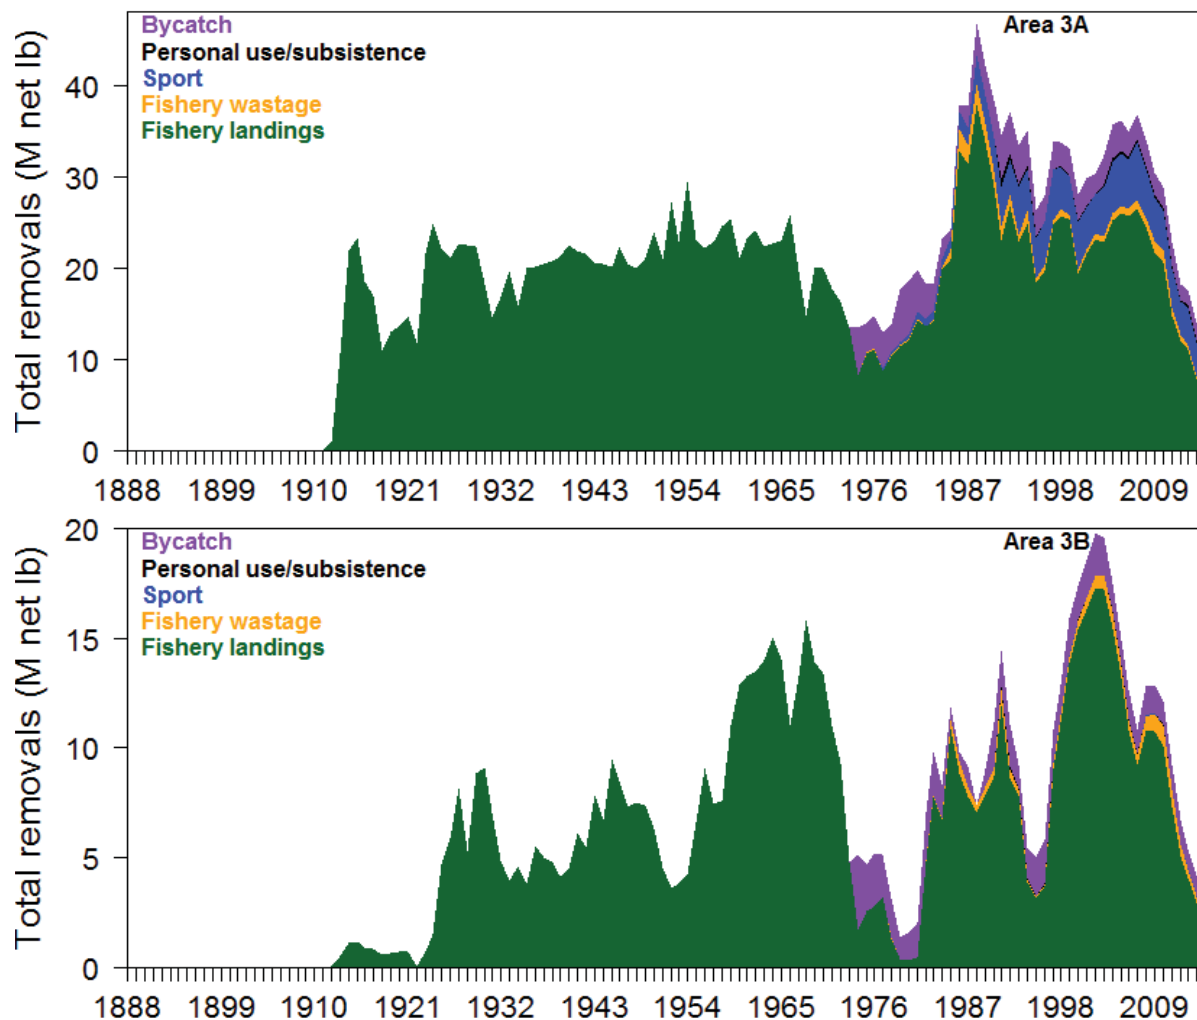 Total removals (M net lb)
Bycatch
Personal use/subsistence
Sport
Fishery wastage
Fishery landings
Area 3A
40
30
20
10
0
1888 1899 1910 1921 1932 1943 1954 1965 1976 1987 1998 2009
Total removals (M net lb)
Bycatch
Personal use/subsistence
Sport
Fishery wastage
Fishery landings
Area 3B
20
15
10
5
0
1888 1899 1910 1921 1932 1943 1954 1965 1976 1987 1998 2009